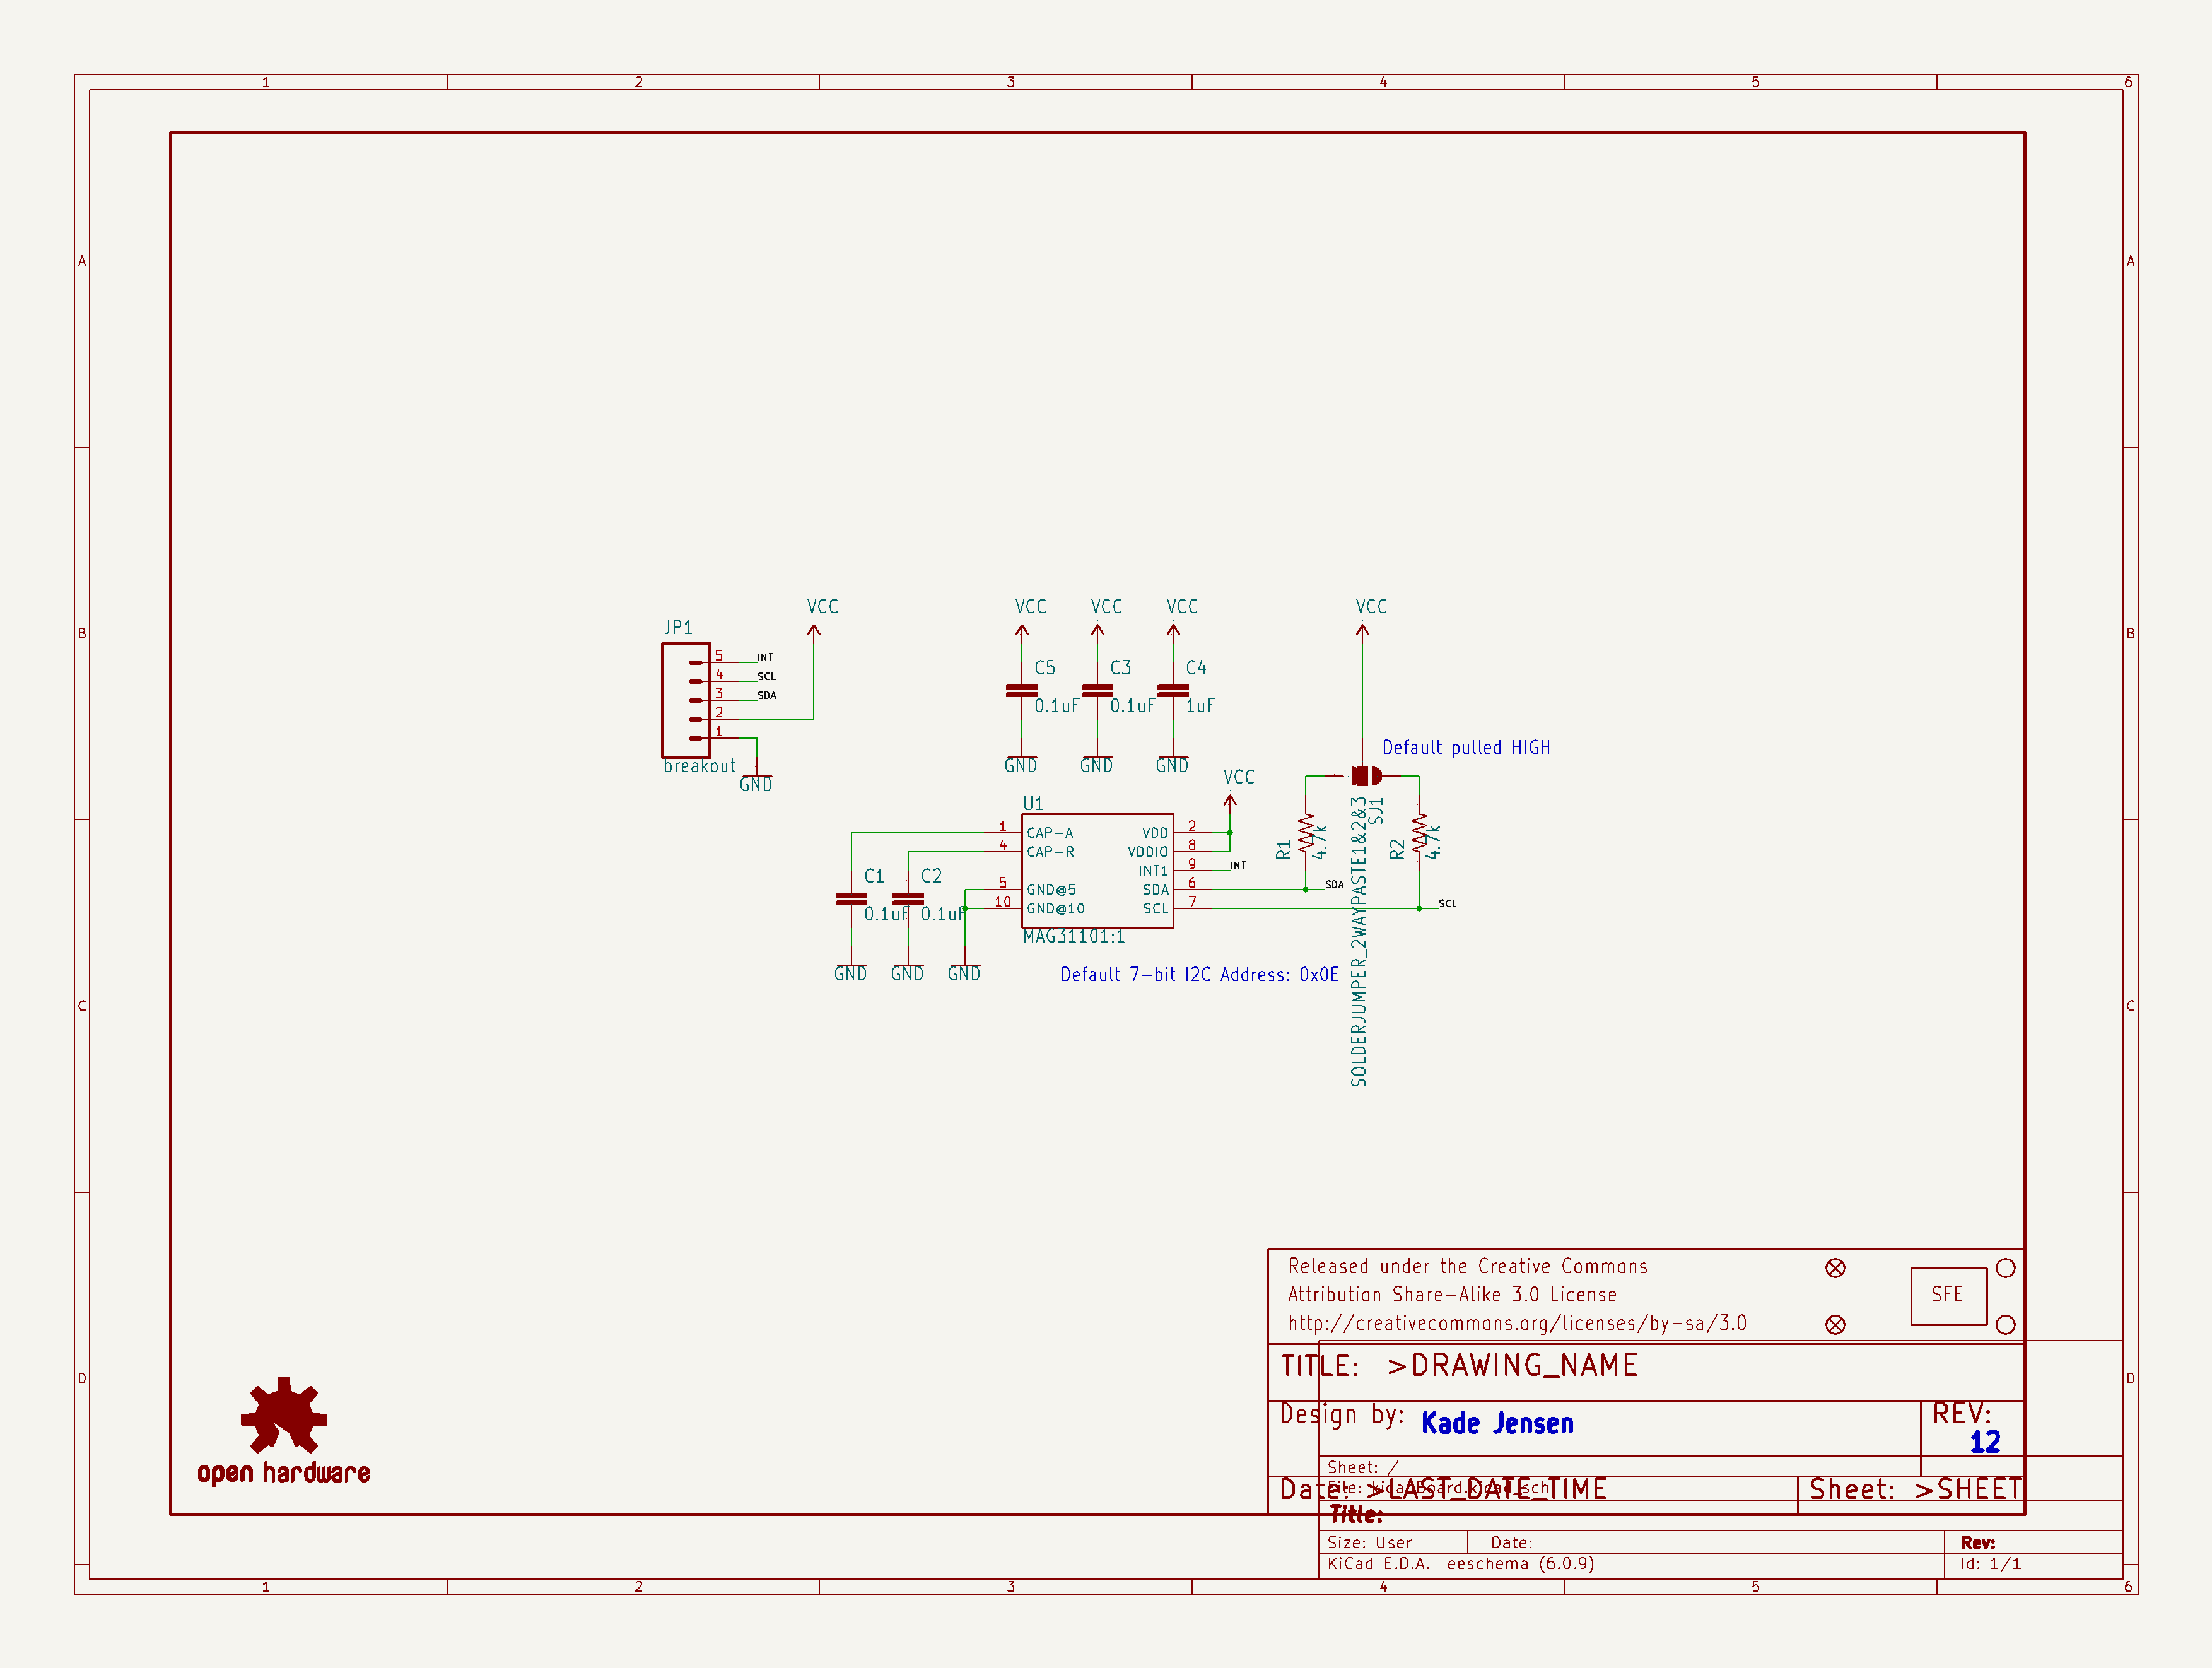 1 2 3 4 5 6
A A
VCC VCC VCC VCC VCC
B B
JP1
5 INT
4 SCL
3 SDA
2
1
breakout
GND
C5 C3 C4
0.1uF 0.1uF 1uF
GND GND GND
Default pulled HIGH
VCC
U1
1 CAP-A VDD 2
4 CAP-R VDDIO 8
INT1 9 INT
5 GND@5 SDA 6 SDA
10 GND@10 SCL 7 SCL
MAG31101:1
R1 4.7k
SOLDERJUMPER_2WAYPASTE1&2&3
SJ1
R2 4.7k
C1 C2
0.1uF 0.1uF
GND GND GND
Default 7-bit I2C Address: 0x0E
C C
Released under the Creative Commons
Attribution Share-Alike 3.0 License
http://creativecommons.org/licenses/by-sa/3.0
SFE
TITLE: >DRAWING_NAME
D D
Design by: Kade Jensen
REV:
12
open hardware
Sheet: /
File: kicadBoard.kicad_sch
Date: >LAST_DATE_TIME
Sheet: >SHEET
Title:
Size: User Date: Rev:
KiCad E.D.A. eeschema (6.0.9) Id: 1/1
1 2 3 4 5 6